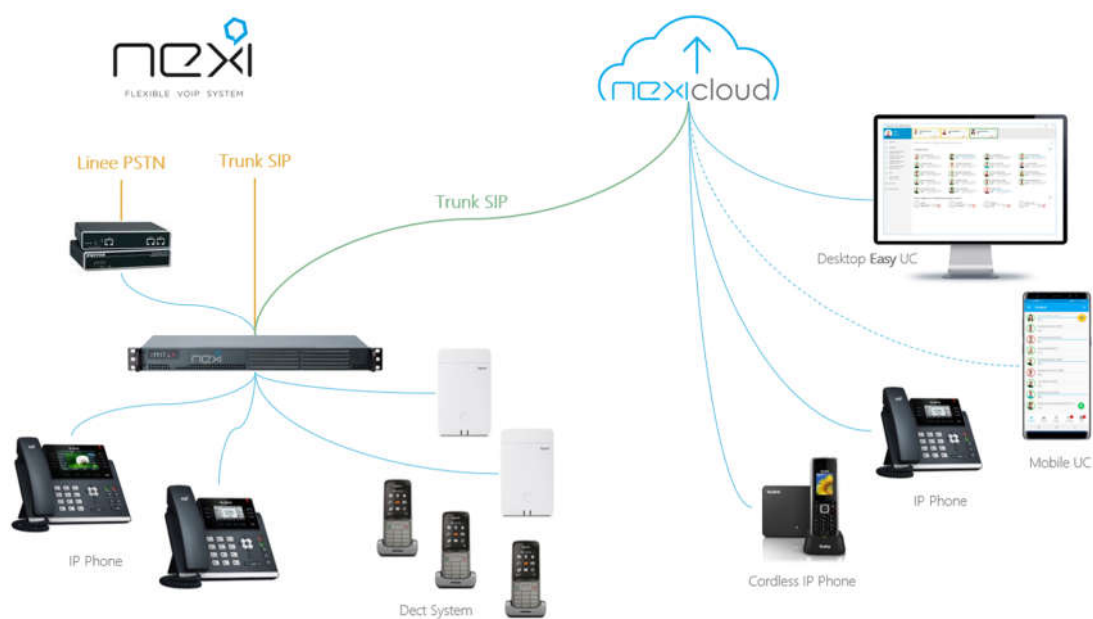 nexi
FLEXIBLE VOIP SYSTEM
nexicloud
Linee PSTN
Trunk SIP
Trunk SIP
Desktop Easy UC
nexi
Mobile UC
IP Phone
IP Phone
Cordless IP Phone
Dect System